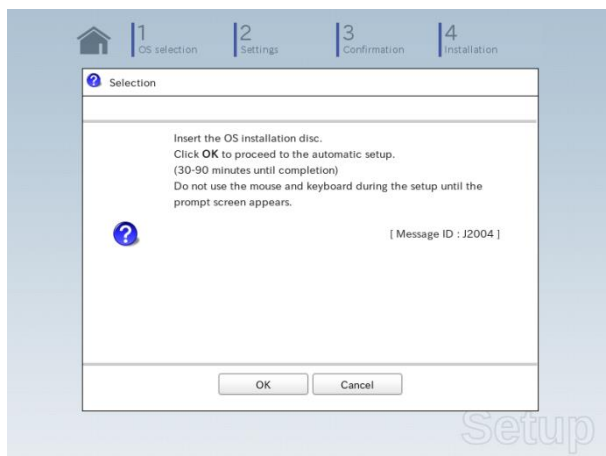 1
OS selection
2
Settings
3
Confirmation
4
Installation
Selection
Insert the OS installation disc.
Click OK to proceed to the automatic setup.
(30-90 minutes until completion)
Do not use the mouse and keyboard during the setup until the
prompt screen appears.
[ Message ID : J2004 ]
OK
Cancel
Setup